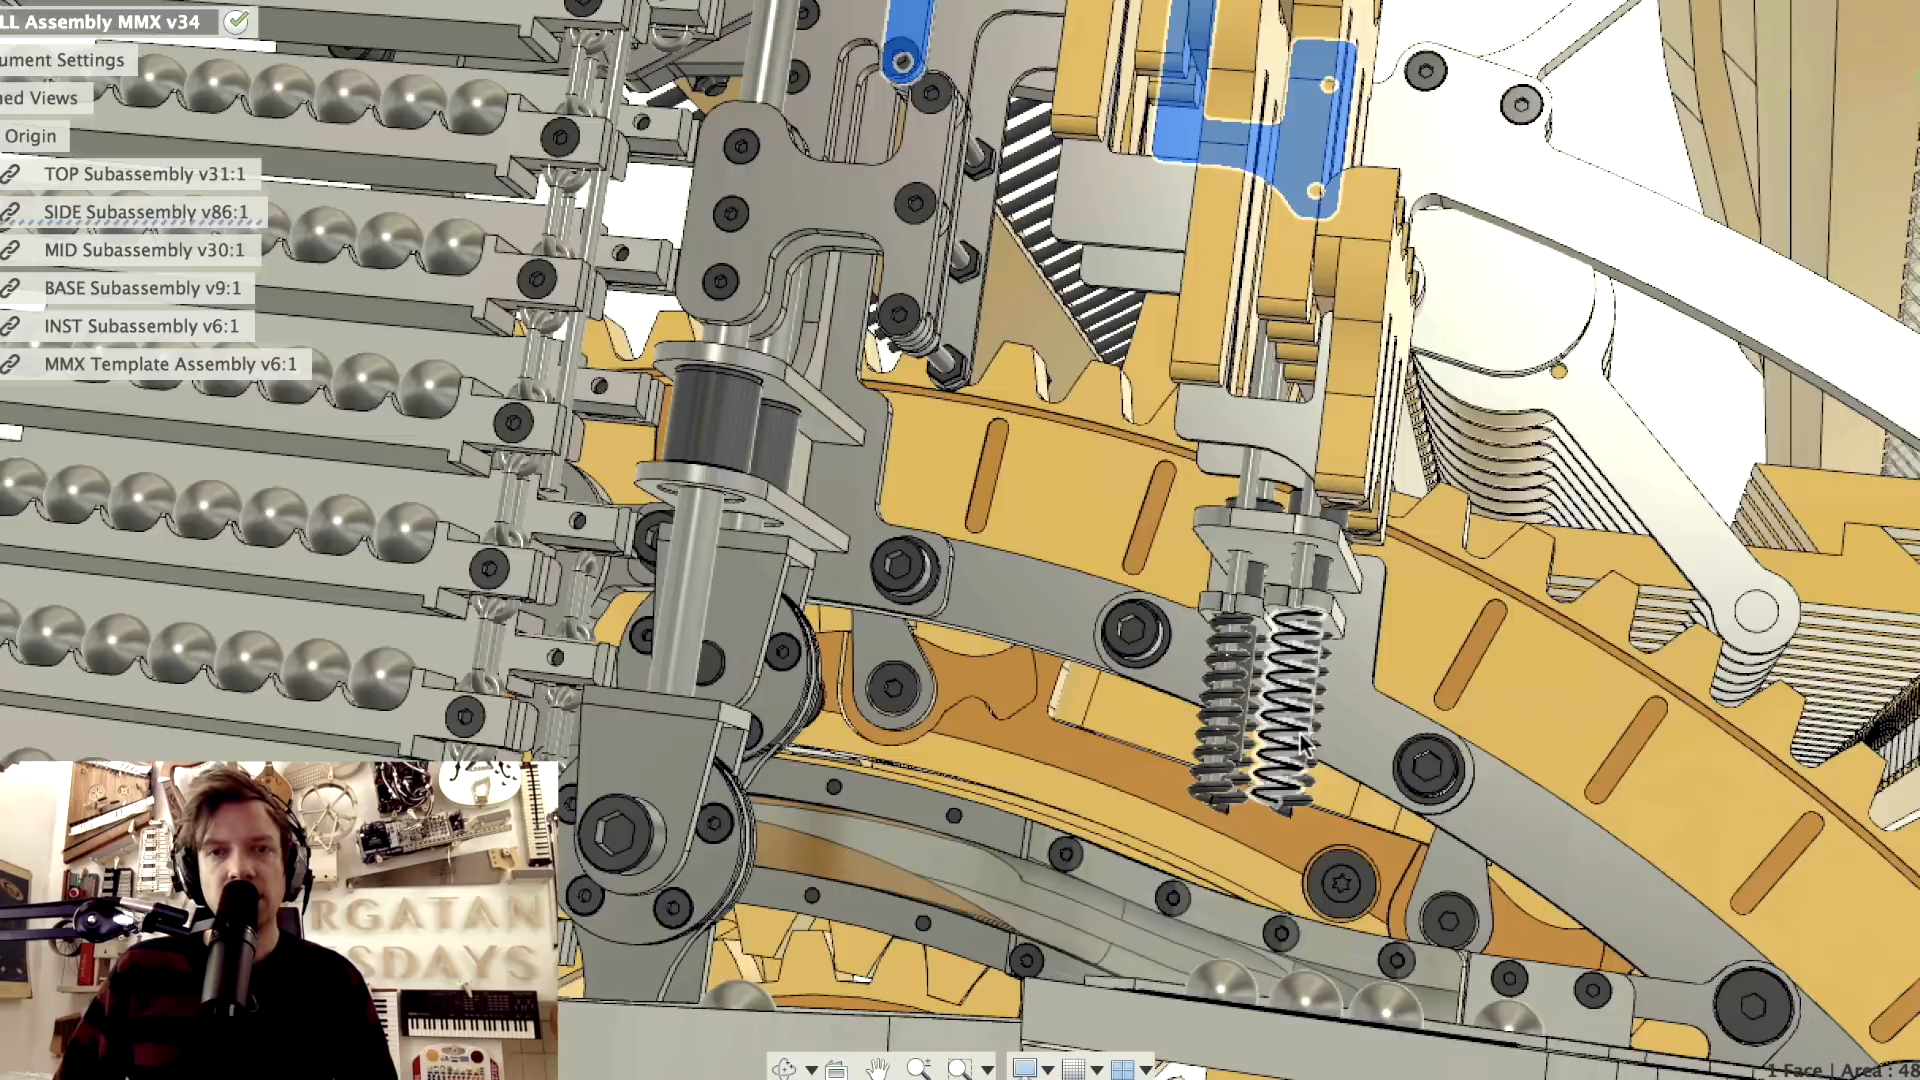 LL Assembly MMX v34
ument Settings
ned Views
Origin
TOP Subassembly v31:1
SIDE Subassembly v86:1
MID Subassembly v30:1
BASE Subassembly v9:1
INST Subassembly v6:1
MMX Template Assembly v6:1
RGATAN
SDAYS
1 Face | Area : 48